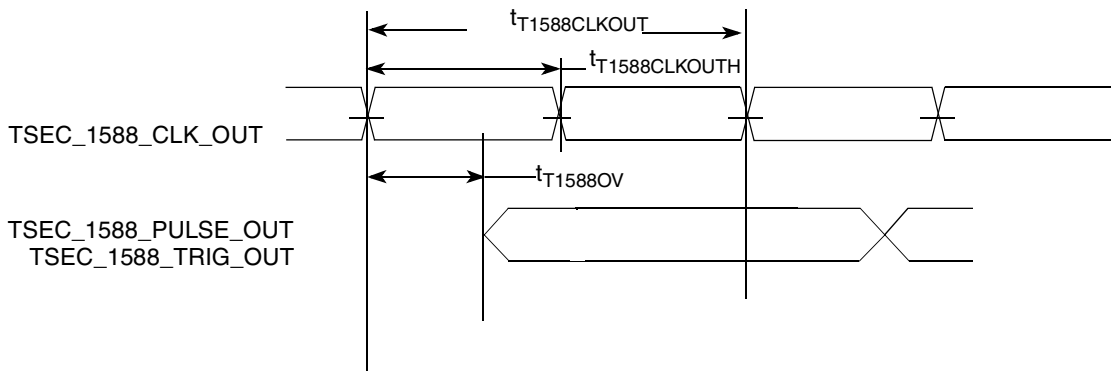 tT1588CLKOUT
tT1588CLKOUTH
TSEC_1588_CLK_OUT
tT1588OV
TSEC_1588_PULSE_OUT
TSEC_1588_TRIG_OUT